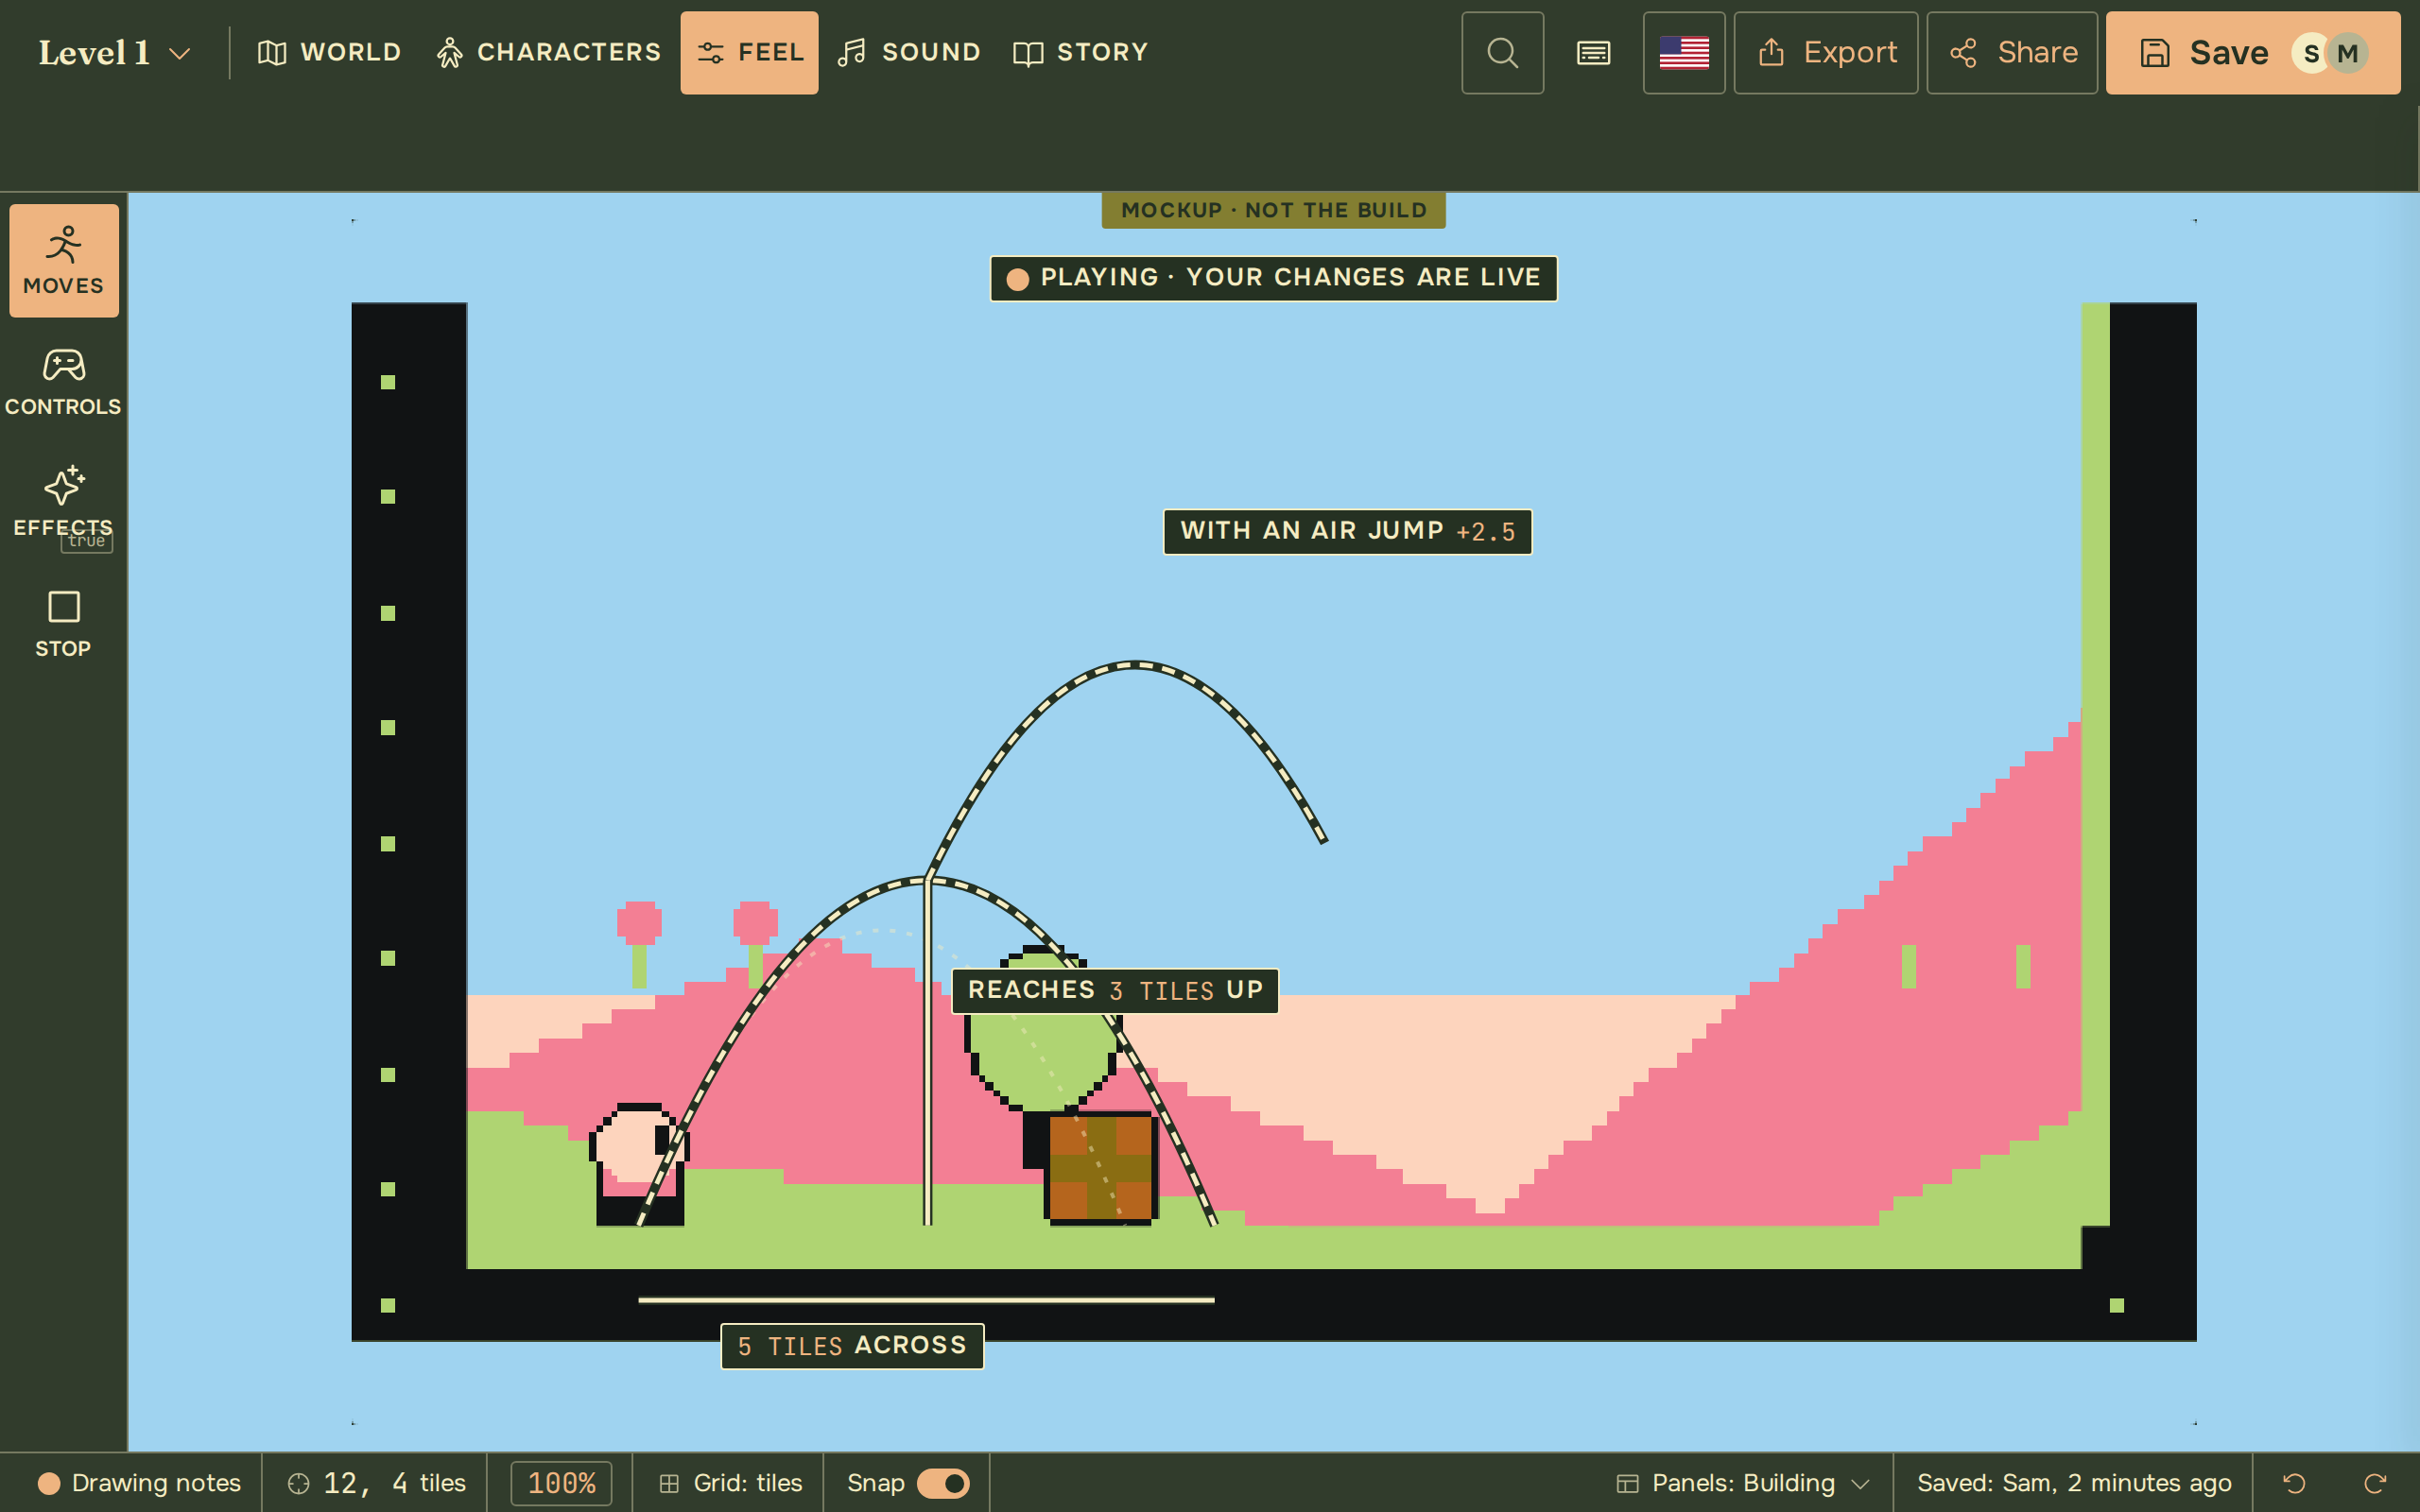 Level 1 WORLD CHARACTERS FEEL SOUND STORY Export Share Save S M
MOCKUP · NOT THE BUILD
PLAYING · YOUR CHANGES ARE LIVE
MOVES
CONTROLS
EFFECTS
true
STOP
WITH AN AIR JUMP +2.5
REACHES 3 TILES UP
5 TILES ACROSS
Drawing notes 12, 4 tiles 100% Grid: tiles Snap Panels: Building Saved: Sam, 2 minutes ago